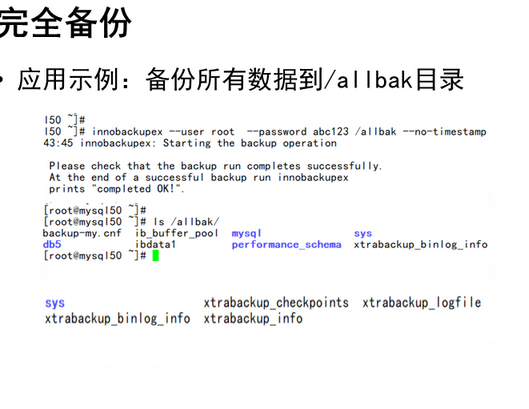 完全备份
• 应用示例：备份所有数据到/allbak目录
l50 ~]#
l50 ~]# innobackupex --user root --password abc123 /allbak --no-timestamp
43:45 innobackupex: Starting the backup operation
Please check that the backup run completes successfully.
At the end of a successful backup run innobackupex
prints "completed OK!".
[root@mysql50 ~]#
[root@mysql50 ~]# ls /allbak/
backup-my.cnf ib_buffer_pool mysql sys
db5 ibdata1 performance_schema xtrabackup_binlog_info
[root@mysql50 ~]#
sys xtrabackup_checkpoints xtrabackup_logfile
xtrabackup_binlog_info xtrabackup_info